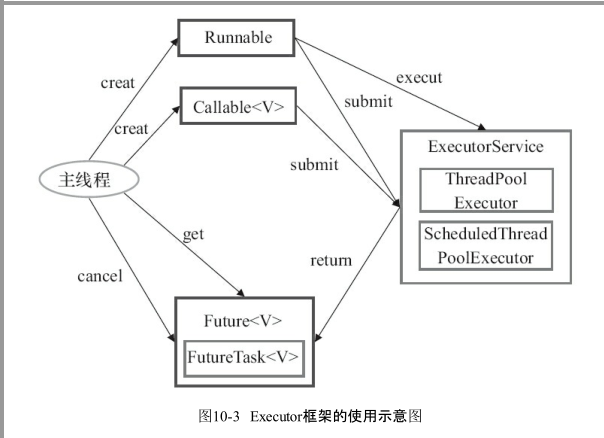 Runnable
creat
execut
submit
Callable<V>
creat
ExecutorService
submit
ThreadPool
Executor
主线程
get
ScheduledThread
PoolExecutor
return
cancel
Future<V>
FutureTask<V>
图10-3 Executor框架的使用示意图